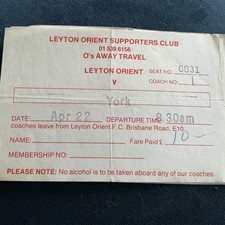 LEYTON ORIENT SUPPORTERS CLUB
01 539 6156
O's AWAY TRAVEL
LEYTON ORIENT SEAT NO: 0031
V COACH NO: 1
York
DATE: Apr 22 DEPARTURE TIME: 8.30am
coaches leave from Leyton Orient F.C. Brisbane Road, E10.
NAME: Fare Paid £ 10 -
MEMBERSHIP NO:
PLEASE NOTE: No alcohol is to be taken aboard any of our coaches.